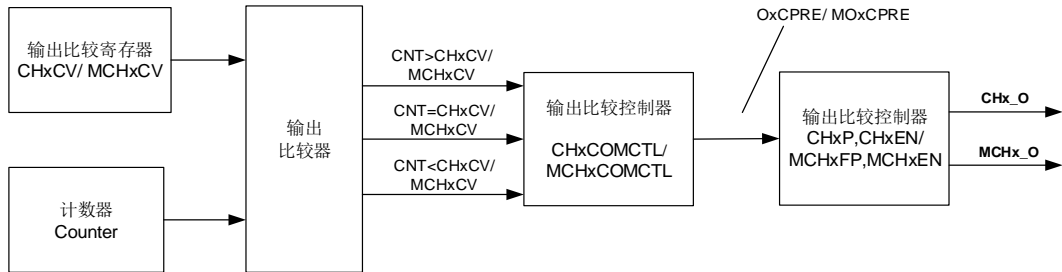 输出比较寄存器
CHxCV/ MCHxCV
计数器
Counter
输出
比较器
CNT>CHxCV/
MCHxCV
CNT=CHxCV/
MCHxCV
CNT<CHxCV/
MCHxCV
输出比较控制器
CHxCOMCTL/
MCHxCOMCTL
OxCPRE/ MOxCPRE
输出比较控制器
CHxP,CHxEN/
MCHxFP,MCHxEN
CHx_O
MCHx_O